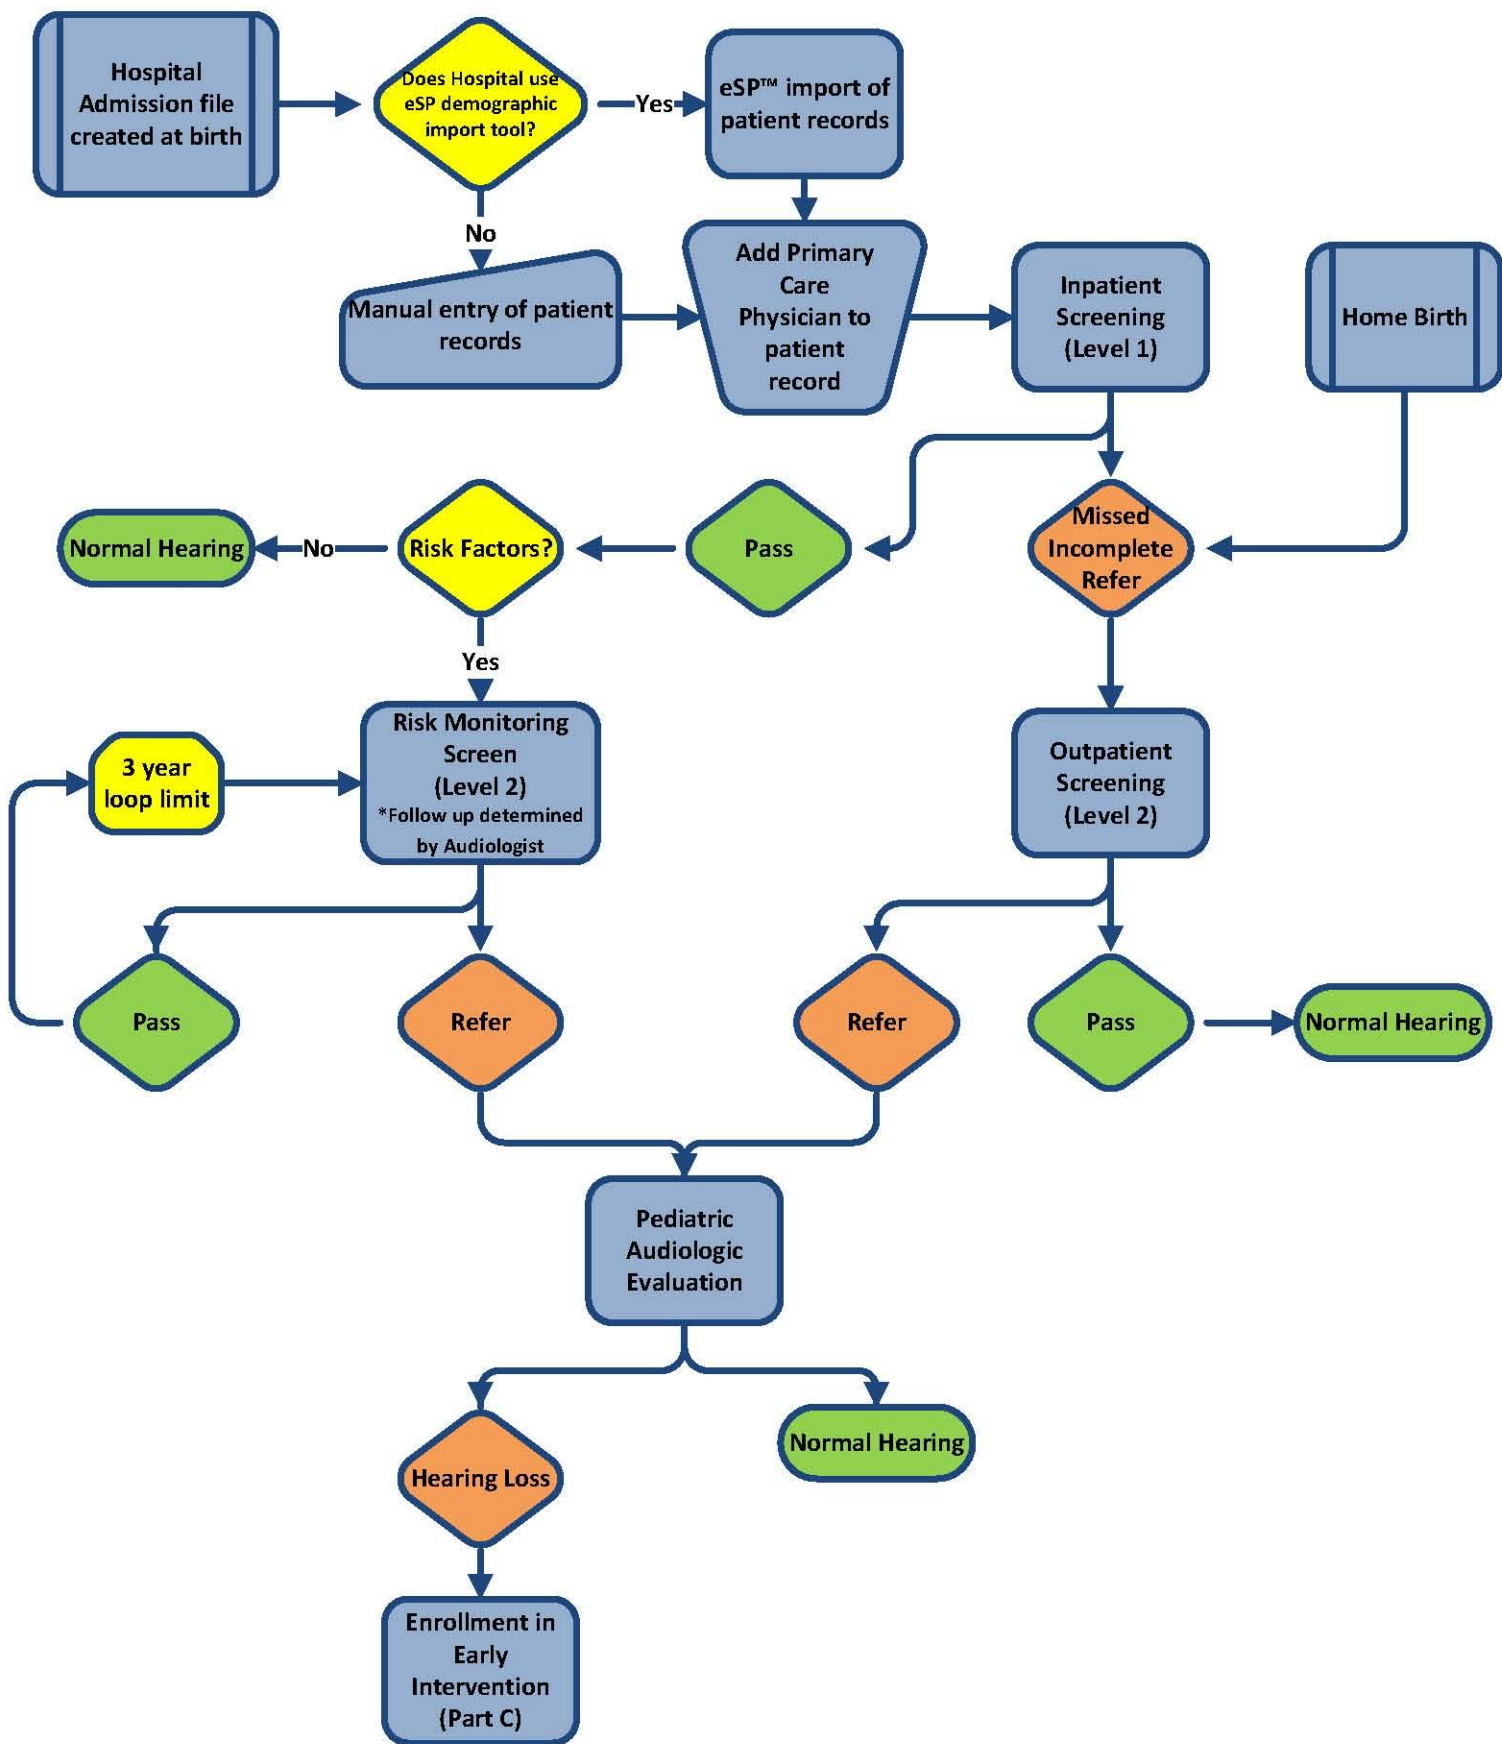 Hospital
Admission file
created at birth
Does Hospital use
eSP demographic
import tool?
Yes
eSP™ import of
patient records
No
Manual entry of patient
records
Add Primary
Care
Physician to
patient
record
Inpatient
Screening
(Level 1)
Home Birth
Normal Hearing
No
Risk Factors?
Pass
Missed
Incomplete
Refer
Yes
3 year
loop limit
Risk Monitoring
Screen
(Level 2)
*Follow up determined
by Audiologist
Outpatient
Screening
(Level 2)
Pass
Refer
Refer
Pass
Normal Hearing
Pediatric
Audiologic
Evaluation
Hearing Loss
Normal Hearing
Enrollment in
Early
Intervention
(Part C)